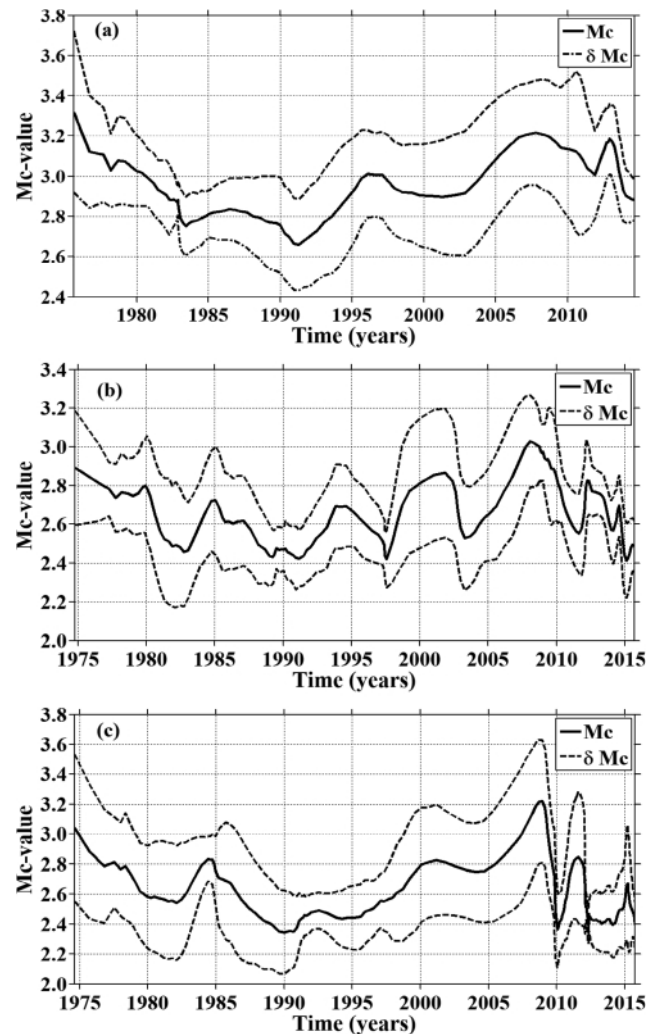 3.8
(a)
Mc
3.6
δ Mc
3.4
3.2
3.0
2.8
2.6
2.4
Mc-value
1980 1985 1990 1995 2000 2005 2010
Time (years)
3.4
(b)
Mc
3.2
δ Mc
3.0
2.8
2.6
2.4
2.2
2.0
Mc-value
1975 1980 1985 1990 1995 2000 2005 2010 2015
Time (years)
3.8
(c)
Mc
3.6
δ Mc
3.4
3.2
3.0
2.8
2.6
2.4
2.2
2.0
Mc-value
1975 1980 1985 1990 1995 2000 2005 2010 2015
Time (years)